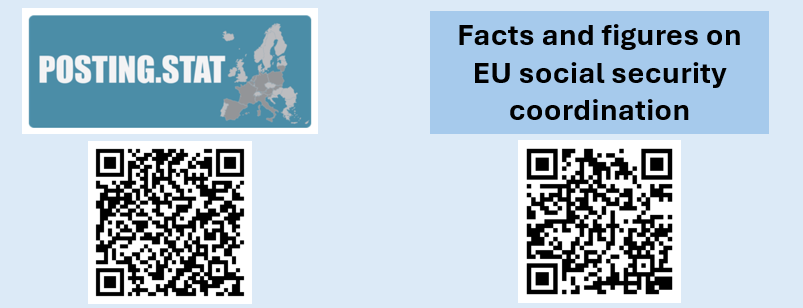 POSTING.STAT
Facts and figures on
EU social security
coordination